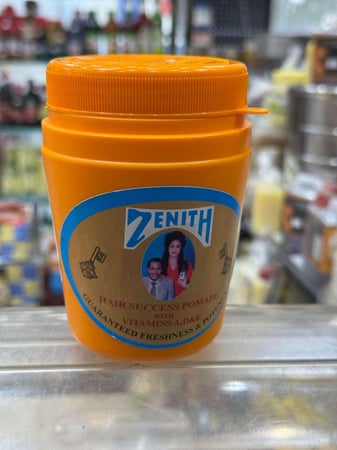 ZENITH
HAIR SUCCESS POMADE
WITH
VITAMINS A,D&E
GUARANTEED FRESHNESS &